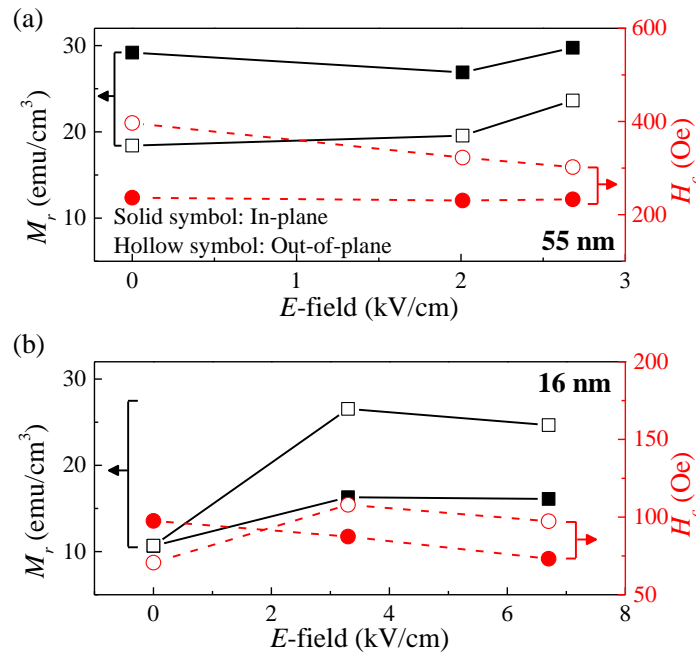 (a)
30
20
10
M_r (emu/cm^3)
600
400
200
H_c (Oe)
Solid symbol: In-plane
Hollow symbol: Out-of-plane
55 nm
0 1 2 3
E-field (kV/cm)
(b)
30
20
10
M_r (emu/cm^3)
200
150
100
50
H_c (Oe)
16 nm
0 2 4 6 8
E-field (kV/cm)